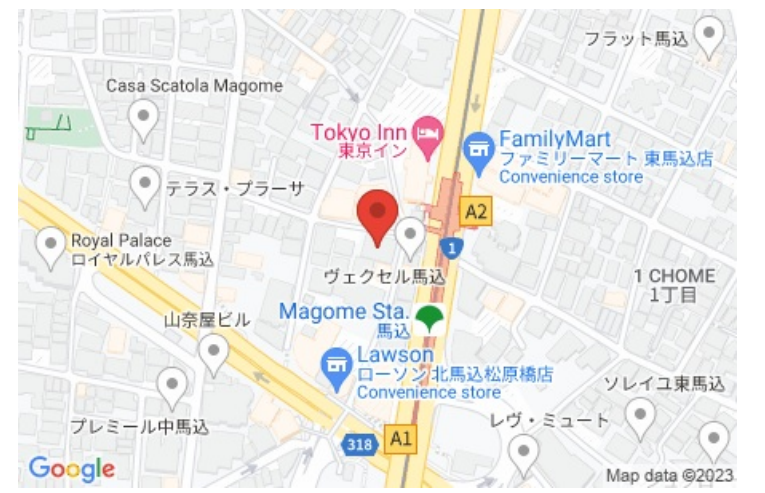 フラット馬込
Casa Scatola Magome
Tokyo Inn
東京イン
FamilyMart
ファミリーマート 東馬込店
Convenience store
テラス・プラーサ
A2
Royal Palace
ロイヤルパレス馬込
1
ヴェクセル馬込
1 CHOME
1丁目
Magome Sta.
馬込
山奈屋ビル
Lawson
ローソン 北馬込松原橋店
Convenience store
ソレイユ東馬込
プレミール中馬込
レヴ・ミュート
318
A1
Google
Map data ©2023